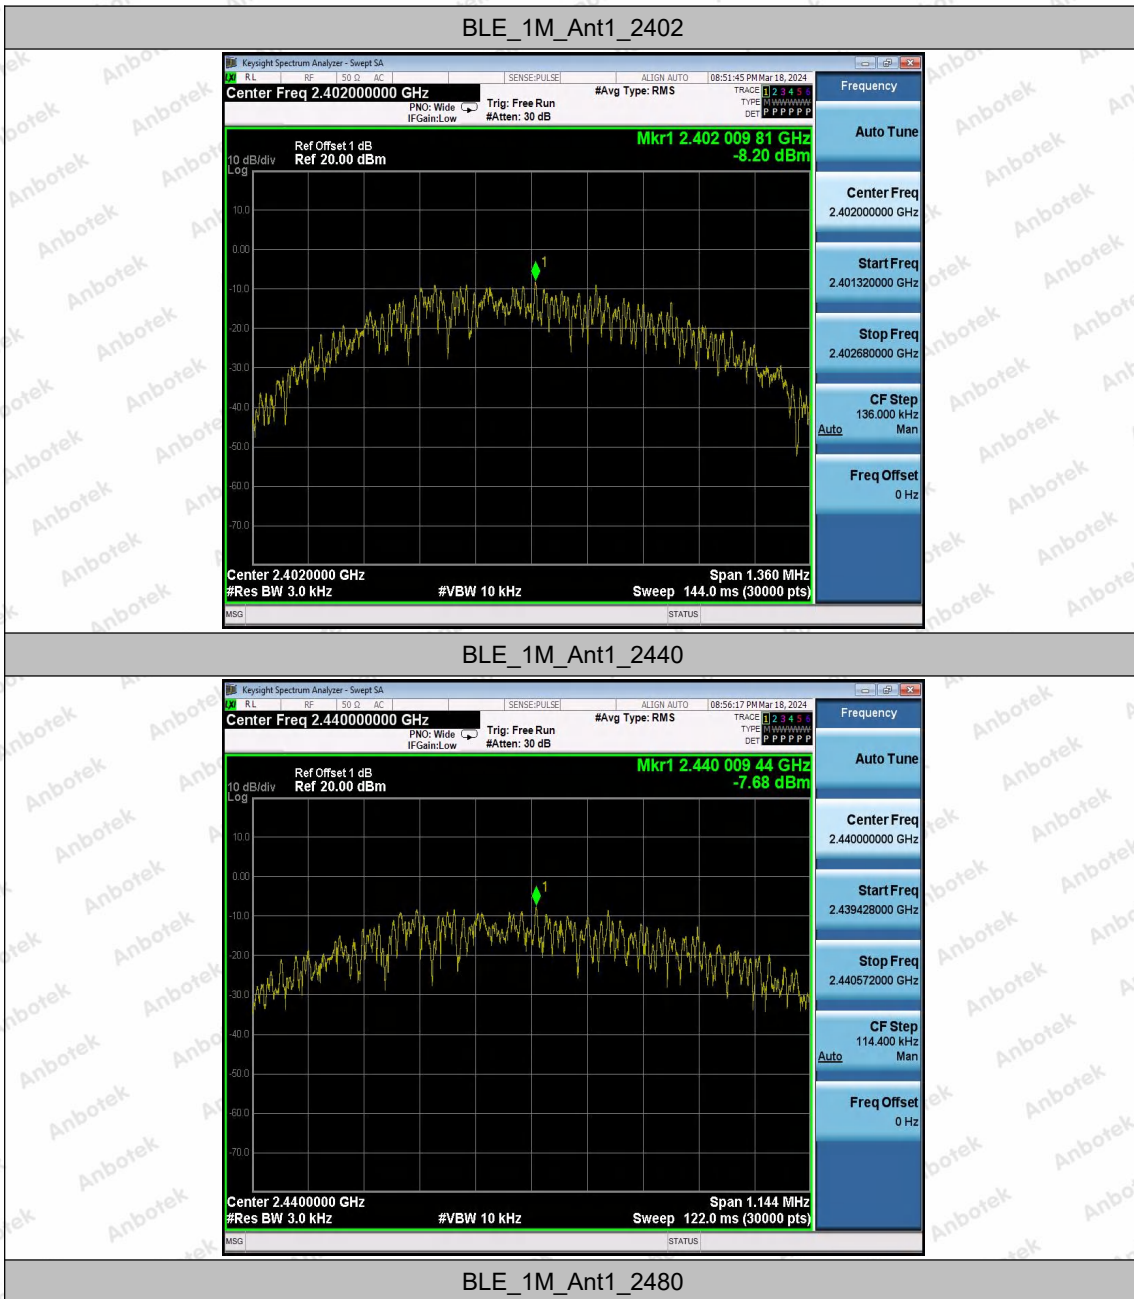 BLE_1M_Ant1_2402
Keysight Spectrum Analyzer - Swept SA
LXI RL RF 50 Ω AC SENSE:PULSE ALIGN AUTO 08:51:45 PM Mar 18, 2024
Center Freq 2.402000000 GHz
PNO: Wide
IFGain:Low
Trig: Free Run
#Atten: 30 dB
#Avg Type: RMS
TRACE 1 2 3 4 5 6
TYPE M W W W W W
DET P P P P P P
Mkr1 2.402 009 81 GHz
-8.20 dBm
Ref Offset 1 dB
10 dB/div Ref 20.00 dBm
Log
10.0
0.00
-10.0
-20.0
-30.0
-40.0
-50.0
-60.0
-70.0
1
Center 2.4020000 GHz Span 1.360 MHz
#Res BW 3.0 kHz #VBW 10 kHz Sweep 144.0 ms (30000 pts)
MSG STATUS
Frequency
Auto Tune
Center Freq
2.402000000 GHz
Start Freq
2.401320000 GHz
Stop Freq
2.402680000 GHz
CF Step
136.000 kHz
Auto Man
Freq Offset
0 Hz
BLE_1M_Ant1_2440
Keysight Spectrum Analyzer - Swept SA
LXI RL RF 50 Ω AC SENSE:PULSE ALIGN AUTO 08:56:17 PM Mar 18, 2024
Center Freq 2.440000000 GHz
PNO: Wide
IFGain:Low
Trig: Free Run
#Atten: 30 dB
#Avg Type: RMS
TRACE 1 2 3 4 5 6
TYPE M W W W W W
DET P P P P P P
Mkr1 2.440 009 44 GHz
-7.68 dBm
Ref Offset 1 dB
10 dB/div Ref 20.00 dBm
Log
10.0
0.00
-10.0
-20.0
-30.0
-40.0
-50.0
-60.0
-70.0
1
Center 2.4400000 GHz Span 1.144 MHz
#Res BW 3.0 kHz #VBW 10 kHz Sweep 122.0 ms (30000 pts)
MSG STATUS
Frequency
Auto Tune
Center Freq
2.440000000 GHz
Start Freq
2.439428000 GHz
Stop Freq
2.440572000 GHz
CF Step
114.400 kHz
Auto Man
Freq Offset
0 Hz
BLE_1M_Ant1_2480
Anbotek